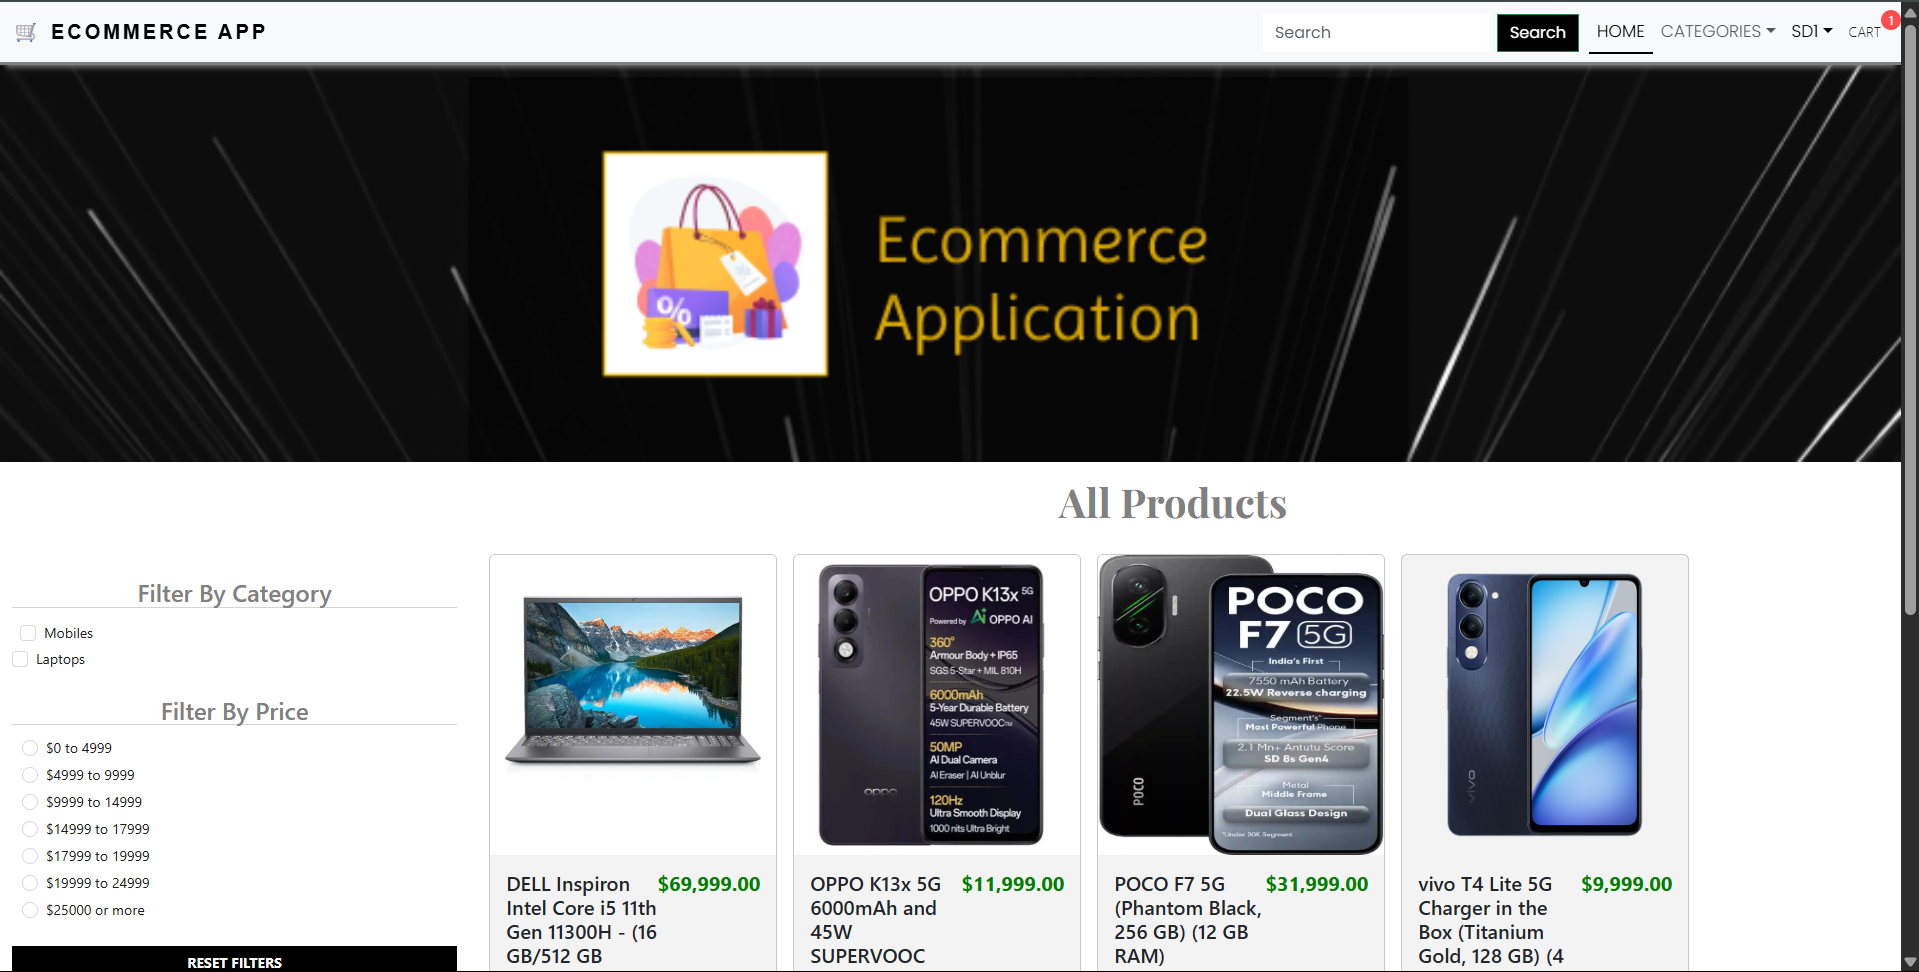 ECOMMERCE APP
Search
Search
HOME
CATEGORIES
SD1
CART
1
%
Ecommerce
Application
All Products
Filter By Category
Mobiles
Laptops
Filter By Price
$0 to 4999
$4999 to 9999
$9999 to 14999
$14999 to 17999
$17999 to 19999
$19999 to 24999
$25000 or more
RESET FILTERS
DELL Inspiron
Intel Core i5 11th
Gen 11300H - (16
GB/512 GB
$69,999.00
OPPO K13x 5G
Powered by Ai OPPO AI
360°
Armour Body + IP65
SGS 5-Star + MIL 810H
6000mAh
5-Year Durable Battery
45W SUPERVOOC™
50MP
AI Dual Camera
AI Eraser | AI Unblur
120Hz
Ultra Smooth Display
1000 nits Ultra Bright
oppo
OPPO K13x 5G
6000mAh and
45W
SUPERVOOC
$11,999.00
POCO
F7 5G
India's First
7550 mAh Battery
22.5W Reverse charging
Segment's*
Most Powerful Phone
2.1 Mn+ Antutu Score
SD 8s Gen4
Metal
Middle Frame
Dual Glass Design
*Under 30K Segment
POCO
POCO F7 5G
(Phantom Black,
256 GB) (12 GB
RAM)
$31,999.00
vivo
vivo T4 Lite 5G
Charger in the
Box (Titanium
Gold, 128 GB) (4
$9,999.00